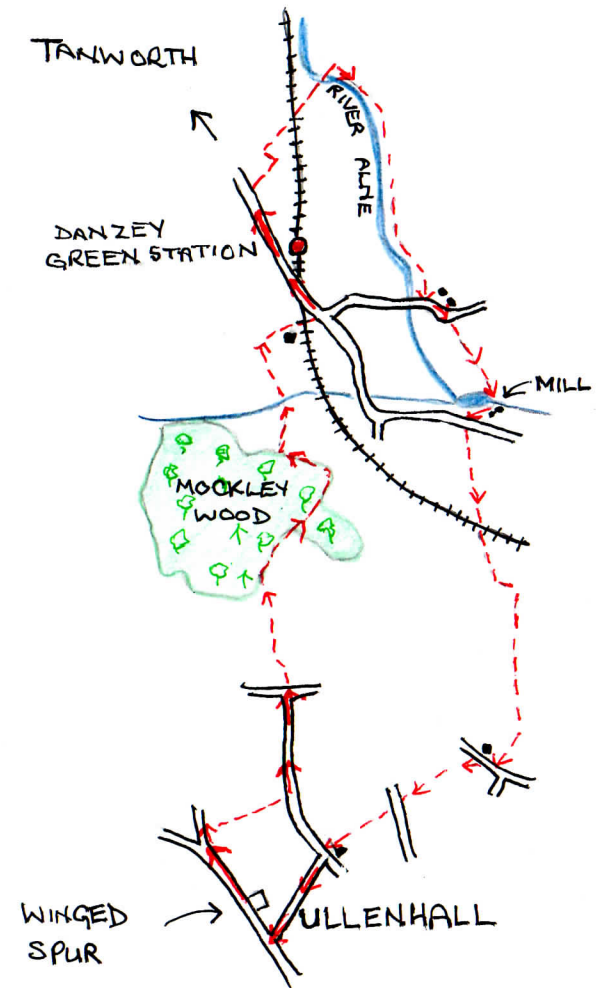 TANWORTH
RIVER ALNE
DANZEY
GREEN STATION
MILL
MOCKLEY
WOOD
WINGED
SPUR
ULLENHALL